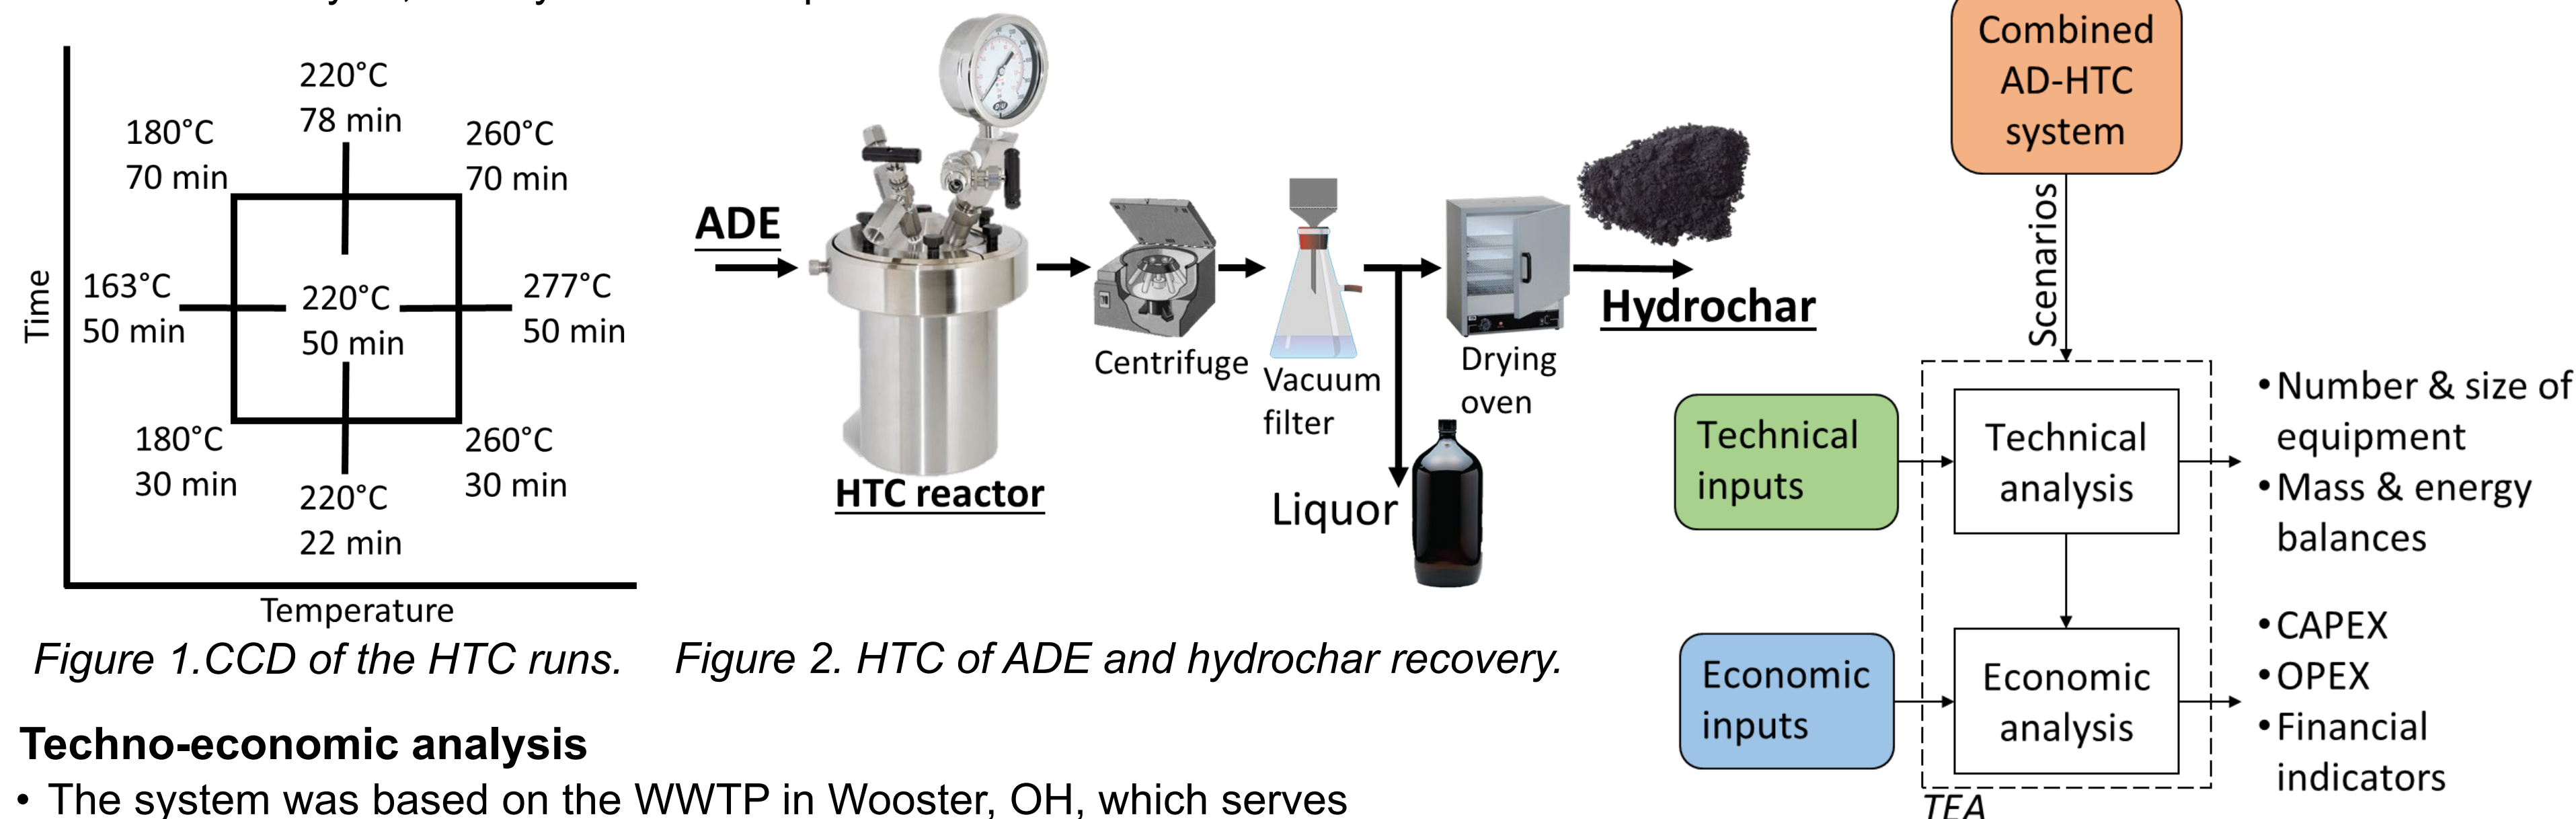 220°C
78 min
180°C
70 min
260°C
70 min
163°C
50 min
220°C
50 min
277°C
50 min
180°C
30 min
260°C
30 min
220°C
22 min
Time
Temperature
Figure 1.CCD of the HTC runs.
ADE
HTC reactor
Centrifuge
Vacuum
filter
Liquor
Drying
oven
Hydrochar
Figure 2. HTC of ADE and hydrochar recovery.
Techno-economic analysis
• The system was based on the WWTP in Wooster, OH, which serves
Combined
AD-HTC
system
Scenarios
Technical
inputs
Technical
analysis
•Number & size of
equipment
•Mass & energy
balances
Economic
inputs
Economic
analysis
•CAPEX
•OPEX
•Financial
indicators
TEA